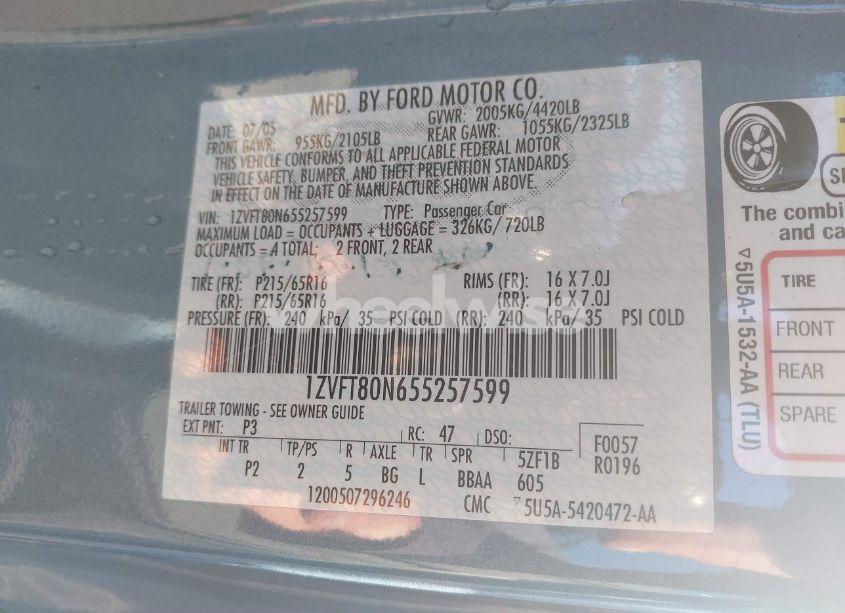 MFD. BY FORD MOTOR CO.
DATE: 07/05 GVWR: 2005KG/4420LB
FRONT GAWR: 955KG/2105LB REAR GAWR: 1055KG/2325LB
THIS VEHICLE CONFORMS TO ALL APPLICABLE FEDERAL MOTOR
VEHICLE SAFETY, BUMPER, AND THEFT PREVENTION STANDARDS
IN EFFECT ON THE DATE OF MANUFACTURE SHOWN ABOVE.
VIN: 1ZVFT80N655257599 TYPE: Passenger Car
MAXIMUM LOAD = OCCUPANTS + LUGGAGE = 326KG/ 720LB
OCCUPANTS = 4 TOTAL; 2 FRONT, 2 REAR
TIRE (FR): P215/65R16 RIMS (FR): 16 X 7.0J
(RR): P215/65R16 (RR): 16 X 7.0J
PRESSURE (FR): 240 kPa/ 35 PSI COLD (RR): 240 kPa/ 35 PSI COLD
wheelwise
1ZVFT80N655257599
TRAILER TOWING - SEE OWNER GUIDE
EXT PNT: P3 RC: 47 DSO: F0057
INT TR TP/PS R AXLE TR SPR 5ZF1B R0196
P2 2 5 BG L BBAA 605
1200507296246 CMC ▽5U5A-5420472-AA
The combi
and ca
▽5U5A-1532-AA (TLU)
TIRE
FRONT
REAR
SPARE